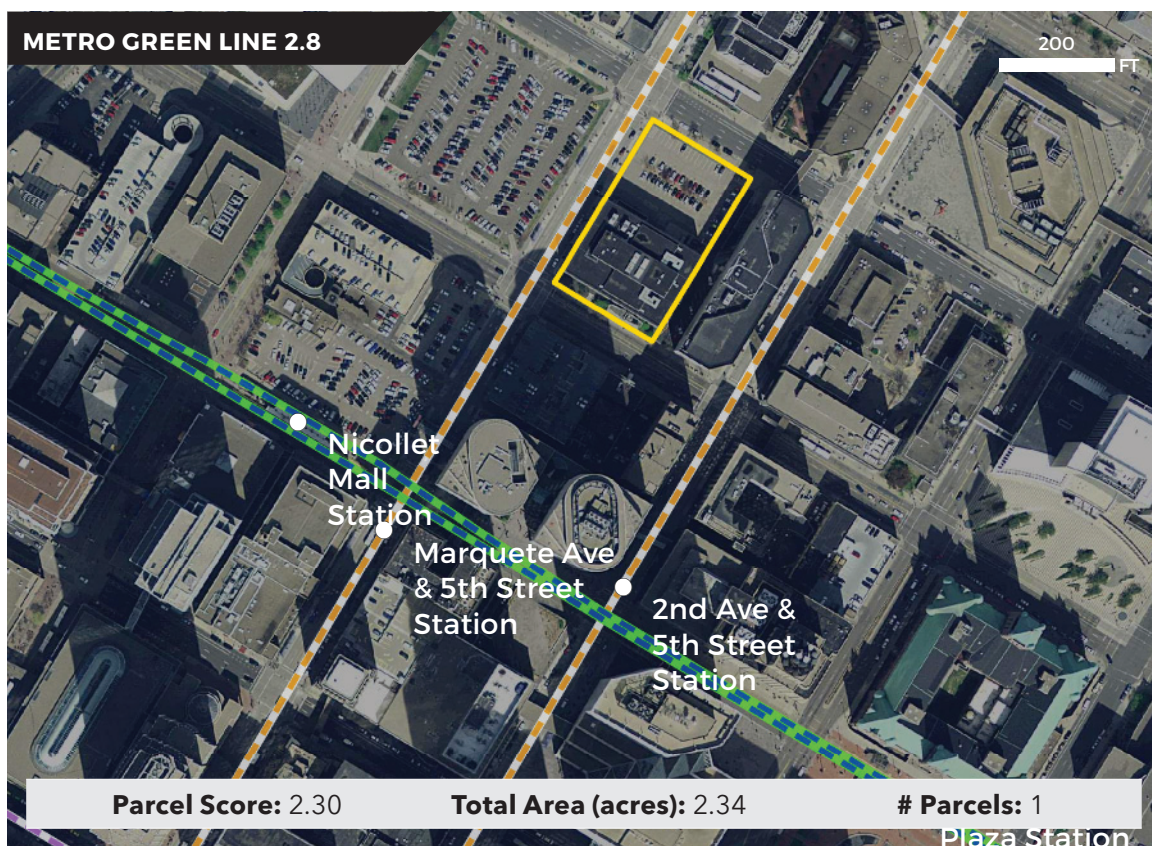 METRO GREEN LINE 2.8
200
FT
Nicollet
Mall
Station
Marquete Ave
& 5th Street
Station
2nd Ave &
5th Street
Station
Parcel Score: 2.30 Total Area (acres): 2.34 # Parcels: 1
Plaza Station